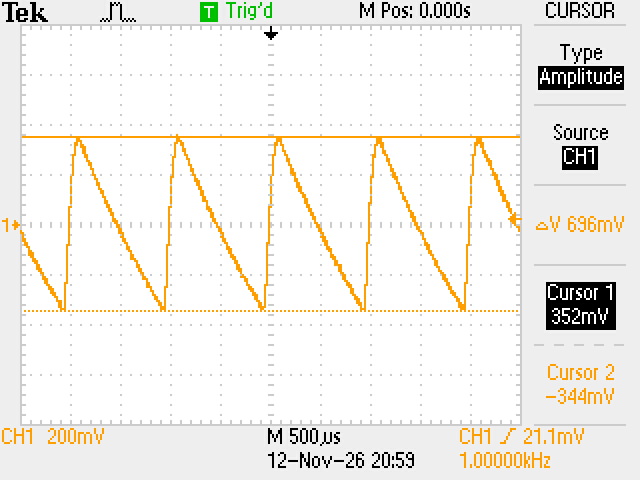 Tek
T Trig'd
M Pos: 0.000s
CURSOR
Type
Amplitude
Source
CH1
△V 696mV
Cursor 1
352mV
Cursor 2
-344mV
1
CH1 200mV
M 500µs
CH1 / 21.1mV
12-Nov-26 20:59
1.00000kHz